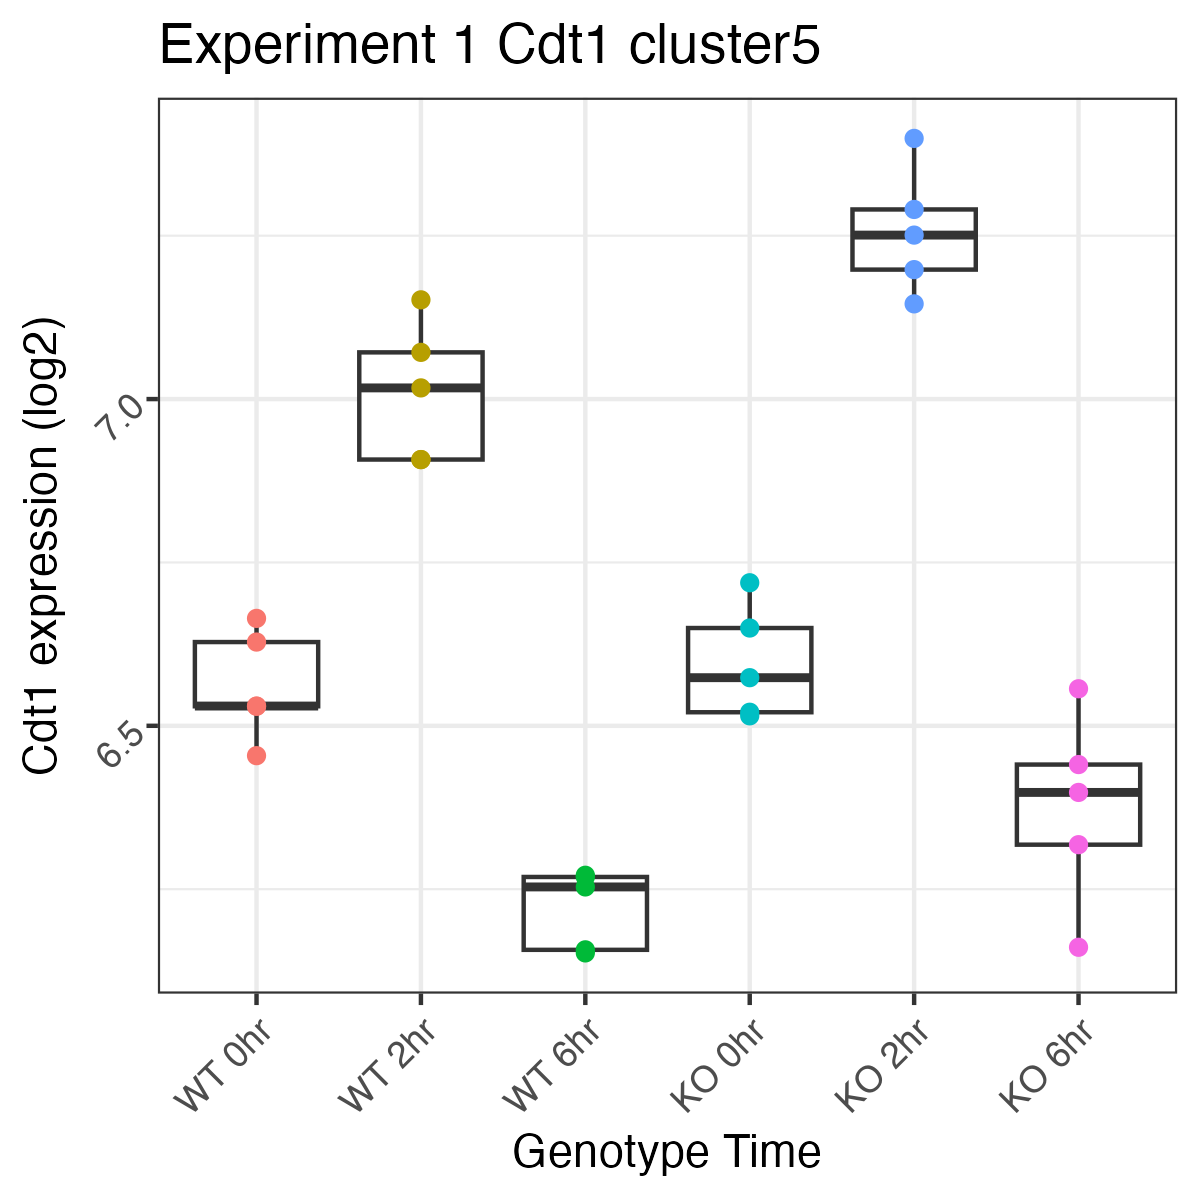 Experiment 1 Cdt1 cluster5
Cdt1 expression (log2)
7.0
6.5
WT 0hr
WT 2hr
WT 6hr
KO 0hr
KO 2hr
KO 6hr
Genotype Time